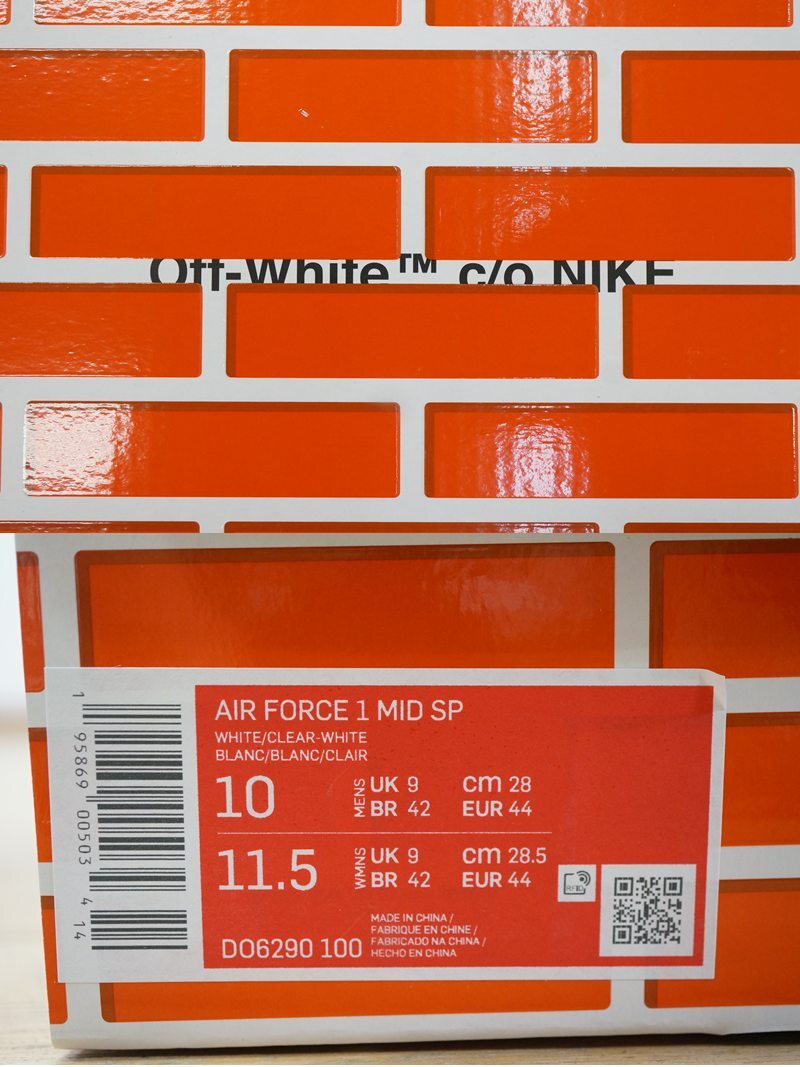 Off-White™ c/o NIKE
AIR FORCE 1 MID SP
WHITE/CLEAR-WHITE
BLANC/BLANC/CLAIR
10 MENS UK 9 cm 28
BR 42 EUR 44
11.5 WMNS UK 9 cm 28.5
BR 42 EUR 44
RFID
MADE IN CHINA /
FABRIQUE EN CHINE /
FABRICADO NA CHINA /
HECHO EN CHINA
DO6290 100
1 95869 00503 4 14